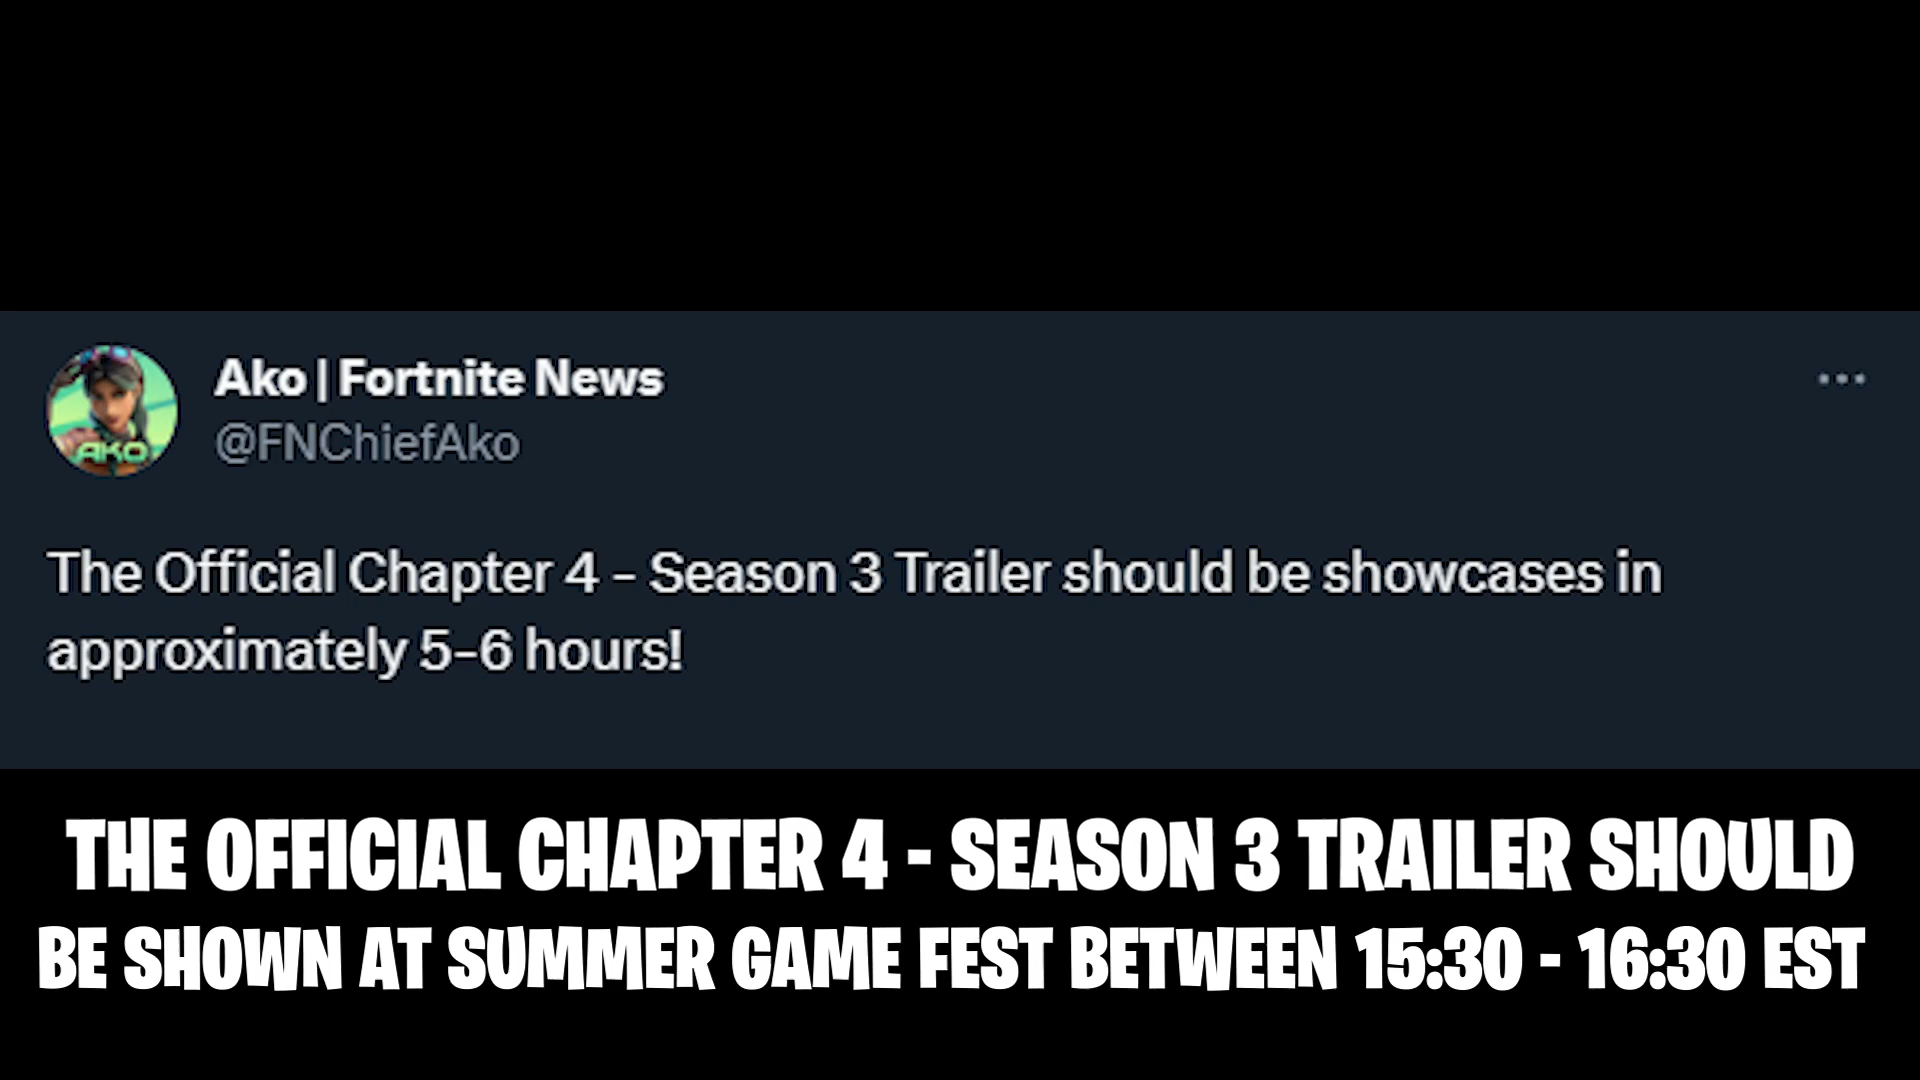 Ako | Fortnite News
@FNChiefAko
AKO
The Official Chapter 4 – Season 3 Trailer should be showcases in
approximately 5–6 hours!
THE OFFICIAL CHAPTER 4 - SEASON 3 TRAILER SHOULD
BE SHOWN AT SUMMER GAME FEST BETWEEN 15:30 - 16:30 EST